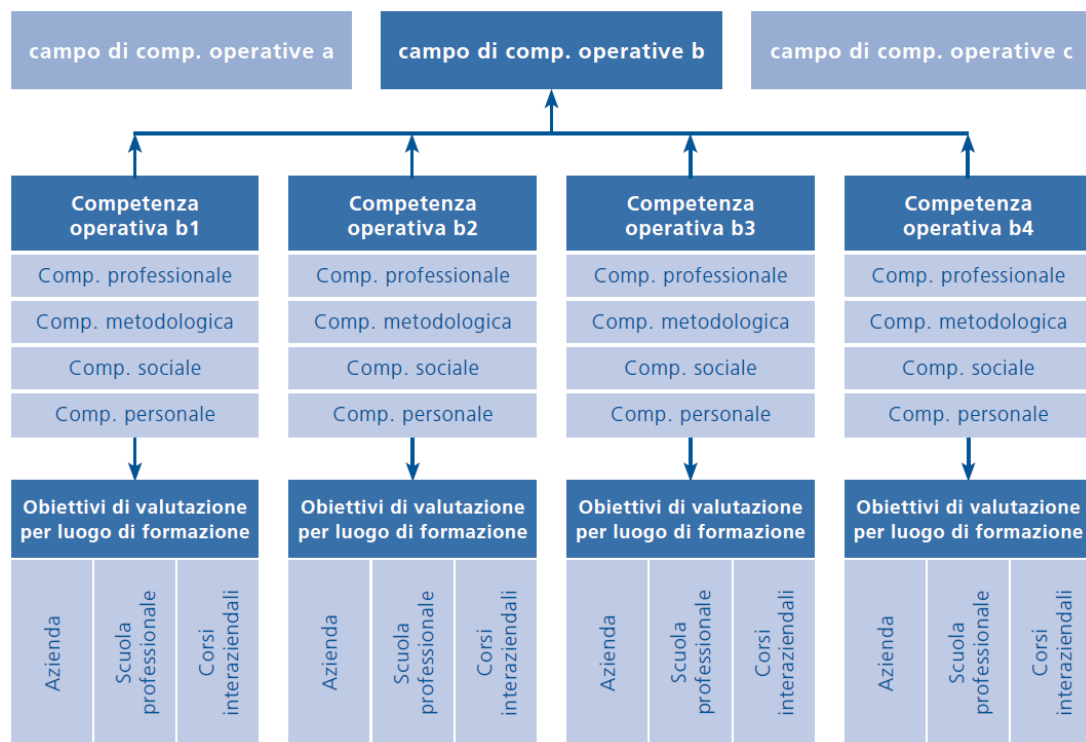 campo di comp. operative a
campo di comp. operative b
campo di comp. operative c
Competenza
operativa b1
Comp. professionale
Comp. metodologica
Comp. sociale
Comp. personale
Obiettivi di valutazione
per luogo di formazione
Azienda
Scuola
professionale
Corsi
interaziendali
Competenza
operativa b2
Comp. professionale
Comp. metodologica
Comp. sociale
Comp. personale
Obiettivi di valutazione
per luogo di formazione
Azienda
Scuola
professionale
Corsi
interaziendali
Competenza
operativa b3
Comp. professionale
Comp. metodologica
Comp. sociale
Comp. personale
Obiettivi di valutazione
per luogo di formazione
Azienda
Scuola
professionale
Corsi
interaziendali
Competenza
operativa b4
Comp. professionale
Comp. metodologica
Comp. sociale
Comp. personale
Obiettivi di valutazione
per luogo di formazione
Azienda
Scuola
professionale
Corsi
interaziendali